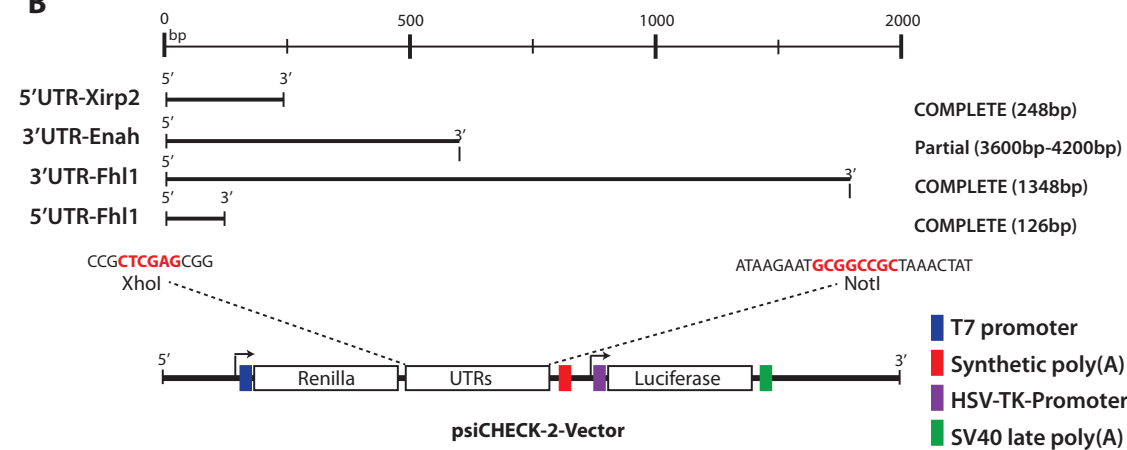 B
0 500 1000 2000
bp
5’ 3’
5’UTR-Xirp2
COMPLETE (248bp)
5’ 3’
3’UTR-Enah
Partial (3600bp-4200bp)
5’ 3’
3’UTR-Fhl1
COMPLETE (1348bp)
5’ 3’
5’UTR-Fhl1
COMPLETE (126bp)
CCGCTCGAGCGG
XhoI
ATAAGAATGCGGCCGCTAAACTAT
NotI
5’ 3’
Renilla UTRs Luciferase
psiCHECK-2-Vector
T7 promoter
Synthetic poly(A)
HSV-TK-Promoter
SV40 late poly(A)